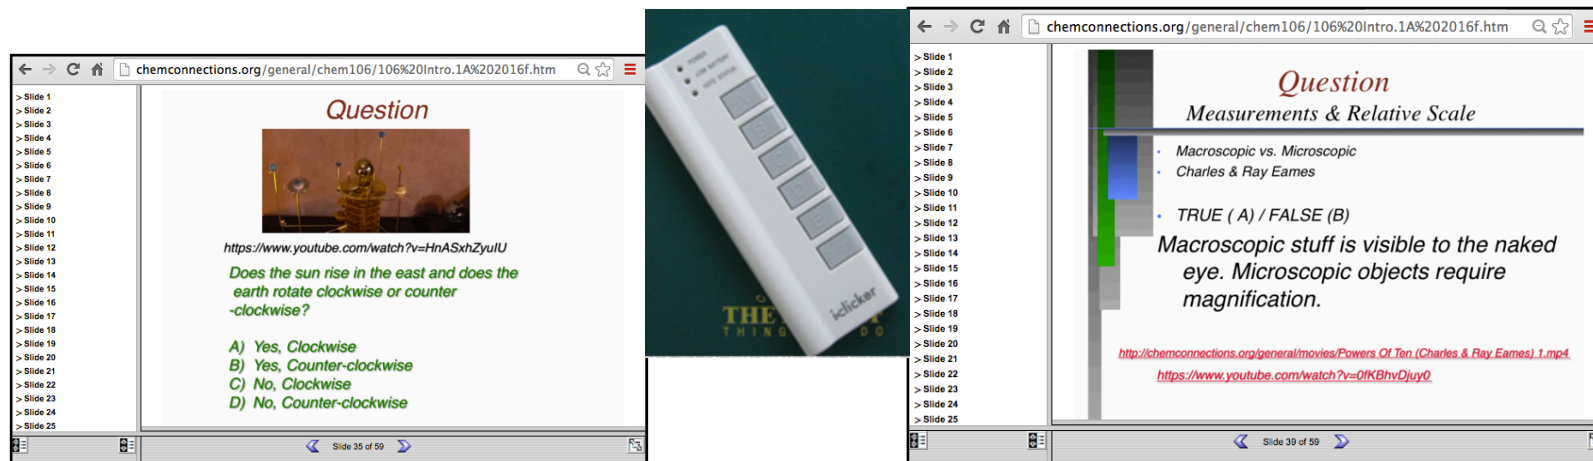 chemconnections.org/general/chem106/106%20Intro.1A%202016f.htm
> Slide 1
> Slide 2
> Slide 3
> Slide 4
> Slide 5
> Slide 6
> Slide 7
> Slide 8
> Slide 9
> Slide 10
> Slide 11
> Slide 12
> Slide 13
> Slide 14
> Slide 15
> Slide 16
> Slide 17
> Slide 18
> Slide 19
> Slide 20
> Slide 21
> Slide 22
> Slide 23
> Slide 24
> Slide 25
Question
https://www.youtube.com/watch?v=HnASxhZyuIU
Does the sun rise in the east and does the
earth rotate clockwise or counter
-clockwise?
A) Yes, Clockwise
B) Yes, Counter-clockwise
C) No, Clockwise
D) No, Counter-clockwise
Slide 35 of 59
POWER
LOW BATTERY
VOTE STATUS
A
B
C
D
E
i>clicker
chemconnections.org/general/chem106/106%20Intro.1A%202016f.htm
> Slide 1
> Slide 2
> Slide 3
> Slide 4
> Slide 5
> Slide 6
> Slide 7
> Slide 8
> Slide 9
> Slide 10
> Slide 11
> Slide 12
> Slide 13
> Slide 14
> Slide 15
> Slide 16
> Slide 17
> Slide 18
> Slide 19
> Slide 20
> Slide 21
> Slide 22
> Slide 23
> Slide 24
> Slide 25
Question
Measurements & Relative Scale
• Macroscopic vs. Microscopic
• Charles & Ray Eames
• TRUE ( A) / FALSE (B)
Macroscopic stuff is visible to the naked
eye. Microscopic objects require
magnification.
http://chemconnections.org/general/movies/Powers Of Ten (Charles & Ray Eames) 1.mp4
https://www.youtube.com/watch?v=0fKBhvDjuy0
Slide 39 of 59